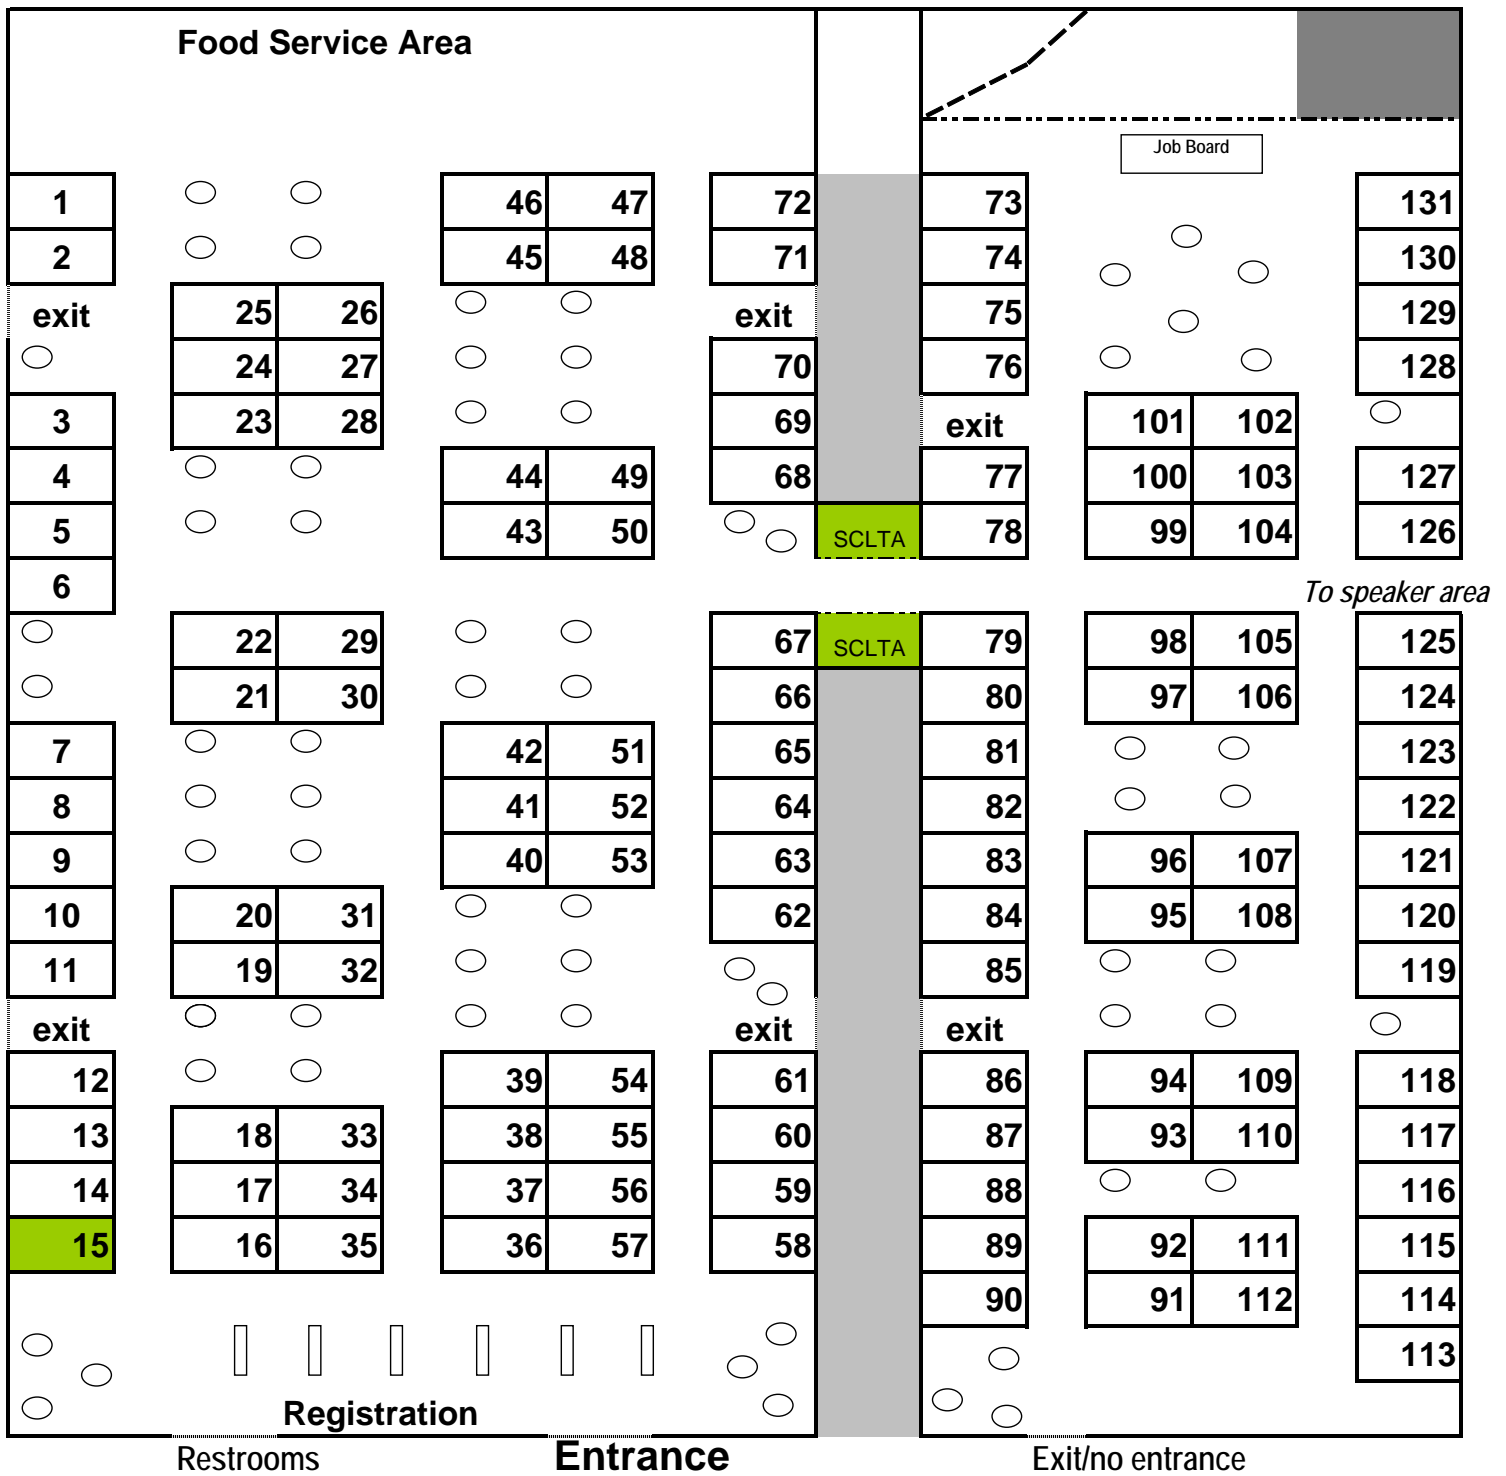 Food Service Area
Job Board
1 46 47 72 73 131
2 45 48 71 74 130
exit 25 26 exit 75 129
24 27 70 76 128
3 23 28 69 exit 101 102
4 44 49 68 77 100 103 127
5 43 50 SCLTA 78 99 104 126
6 To speaker area
22 29 67 SCLTA 79 98 105 125
21 30 66 80 97 106 124
7 42 51 65 81 123
8 41 52 64 82 122
9 40 53 63 83 96 107 121
10 20 31 62 84 95 108 120
11 19 32 85 119
exit exit exit
12 39 54 61 86 94 109 118
13 18 33 38 55 60 87 93 110 117
14 17 34 37 56 59 88 116
15 16 35 36 57 58 89 92 111 115
90 91 112 114
113
Registration
Restrooms Entrance Exit/no entrance